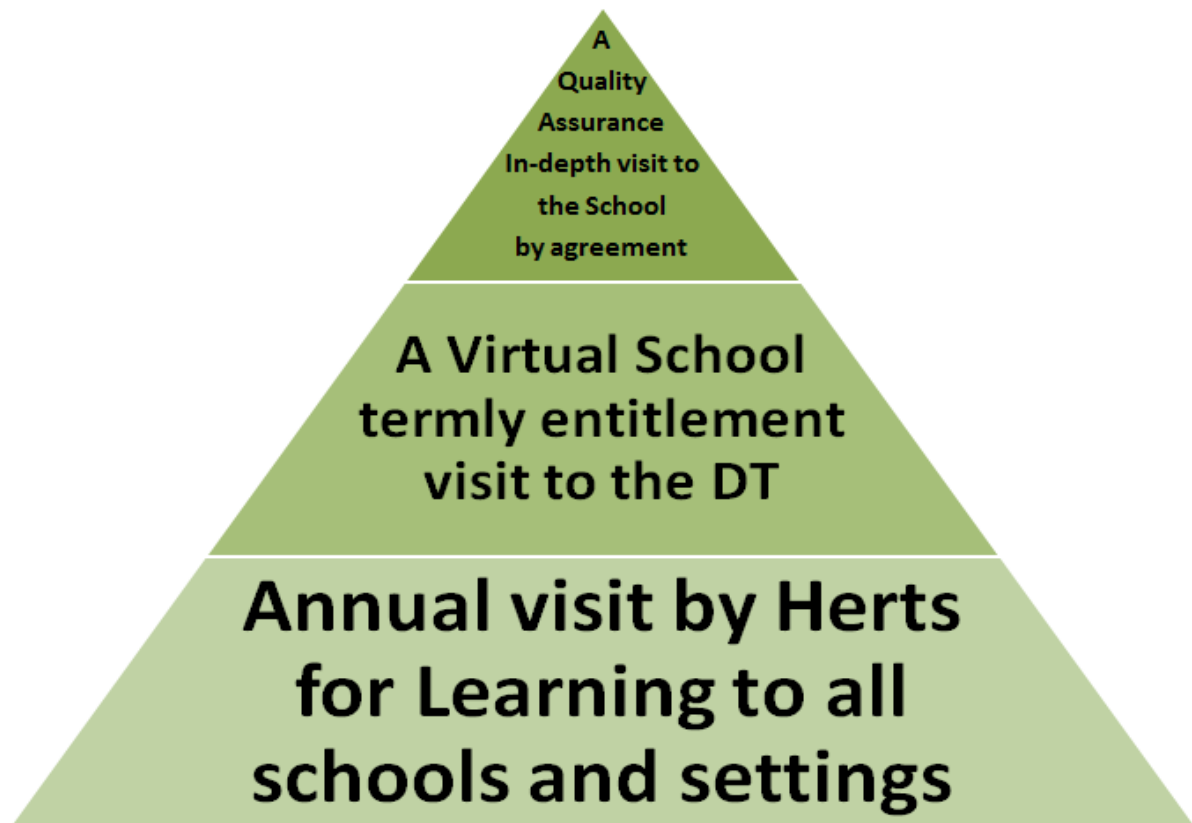 A
Quality
Assurance
In-depth visit to
the School
by agreement
A Virtual School
termly entitlement
visit to the DT
Annual visit by Herts
for Learning to all
schools and settings